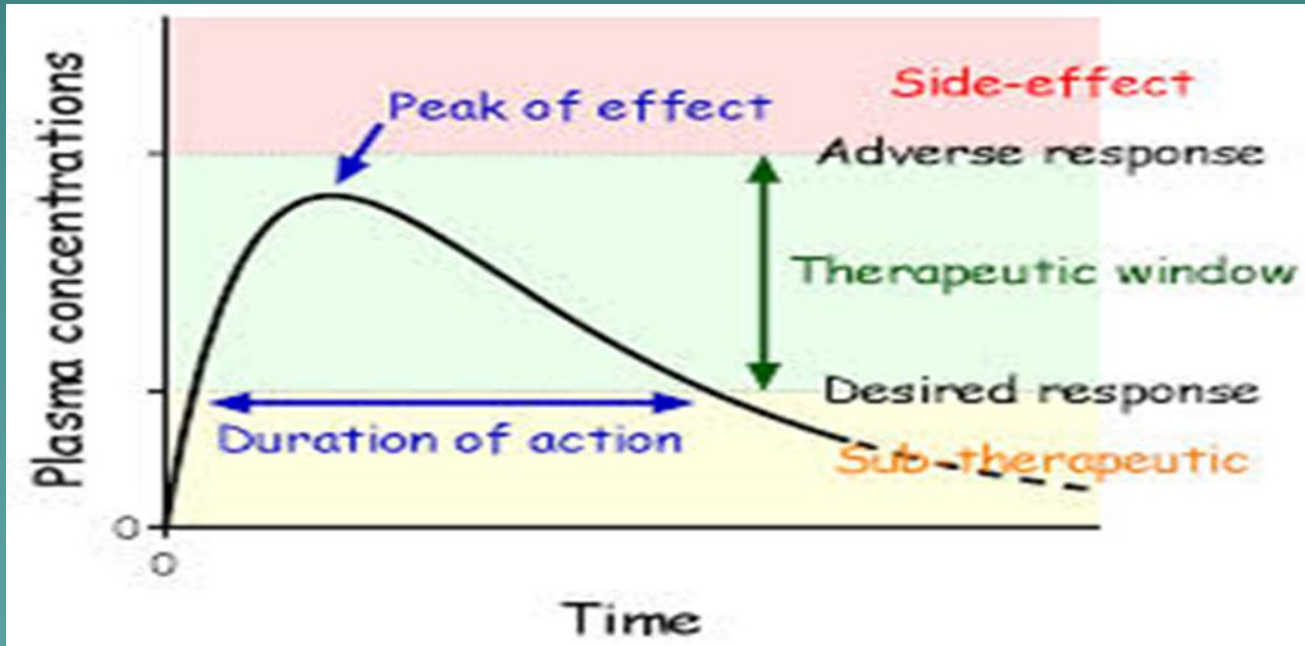 Plasma concentrations
Side-effect
Peak of effect
Adverse response
Therapeutic window
Desired response
Duration of action
Sub-therapeutic
0
0
Time